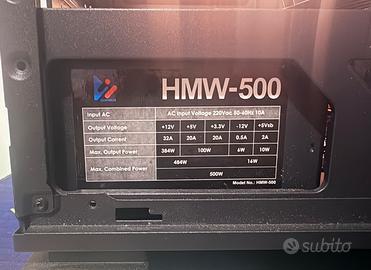 HMW-500
Input AC AC Input Voltage 220Vac 50-60Hz 10A
Output Voltage +12V +5V +3.3V -12V +5Vsb
Output Current 32A 20A 20A 0.5A 2A
Max. Output Power 384W 100W 6W 10W
Max. Combined Power 484W 16W
500W
Model No.: HMW-500
subito